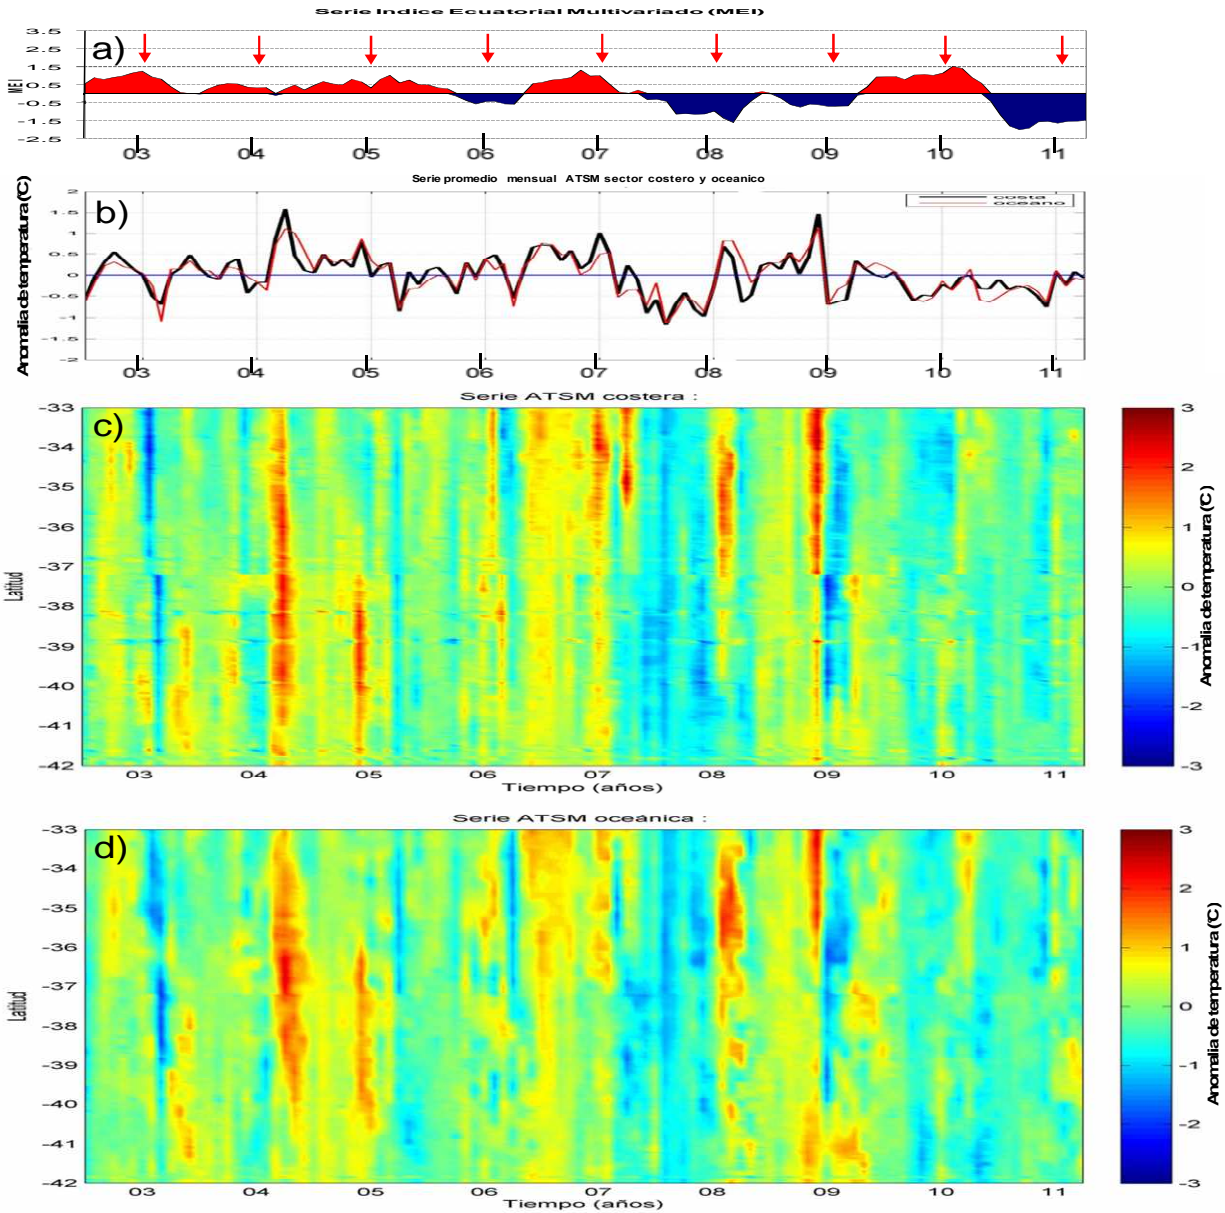 Serie Indice Ecuatorial Multivariado (MEI)
a)
3.5
2.5
1.5
0.5
-0.5
-1.5
-2.5
MEI
03 04 05 06 07 08 09 10 11
Serie promedio mensual ATSM sector costero y oceanico
b)
costa
oceano
2
1.5
1
0.5
0
-0.5
-1
-1.5
-2
Anomalia de temperatura (°C)
03 04 05 06 07 08 09 10 11
Serie ATSM costera :
c)
-33
-34
-35
-36
-37
-38
-39
-40
-41
-42
Latitud
03 04 05 06 07 08 09 10 11
Tiempo (años)
3
2
1
0
-1
-2
-3
Anomalia de temperatura (°C)
Serie ATSM oceánica :
d)
-33
-34
-35
-36
-37
-38
-39
-40
-41
-42
Latitud
03 04 05 06 07 08 09 10 11
Tiempo (años)
3
2
1
0
-1
-2
-3
Anomalia de temperatura (°C)